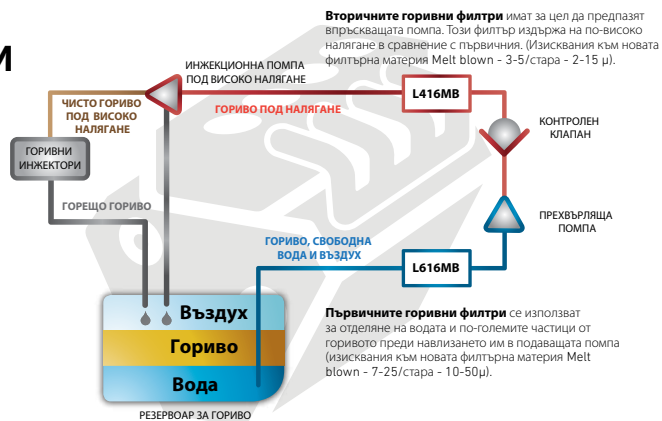 Вторичните горивни филтри имат за цел да предпазят
впръскващата помпа. Този филтър издържа на по-високо
налягане в сравнение с първичния. (Изисквания към новата
филтърна материя Melt blown - 3-5/стара - 2-15 µ).
И
ИНЖЕКЦИОННА ПОМПА
ПОД ВИСОКО НАЛЯГАНЕ
ЧИСТО ГОРИВО
ПОД ВИСОКО
НАЛЯГАНЕ
ГОРИВО ПОД НАЛЯГАНЕ
L416MB
КОНТРОЛЕН
КЛАПАН
ГОРИВНИ
ИНЖЕКТОРИ
ГОРЕЩО ГОРИВО
ПРЕХВЪРЛЯЩА
ПОМПА
ГОРИВО, СВОБОДНА
ВОДА И ВЪЗДУХ
L616MB
Въздух
Гориво
Вода
РЕЗЕРВОАР ЗА ГОРИВО
Първичните горивни филтри се използват
за отделяне на водата и по-големите частици от
горивото преди навлизането им в подаващата помпа
(изисквания към новата филтърна материя Melt
blown - 7-25/стара - 10-50µ).